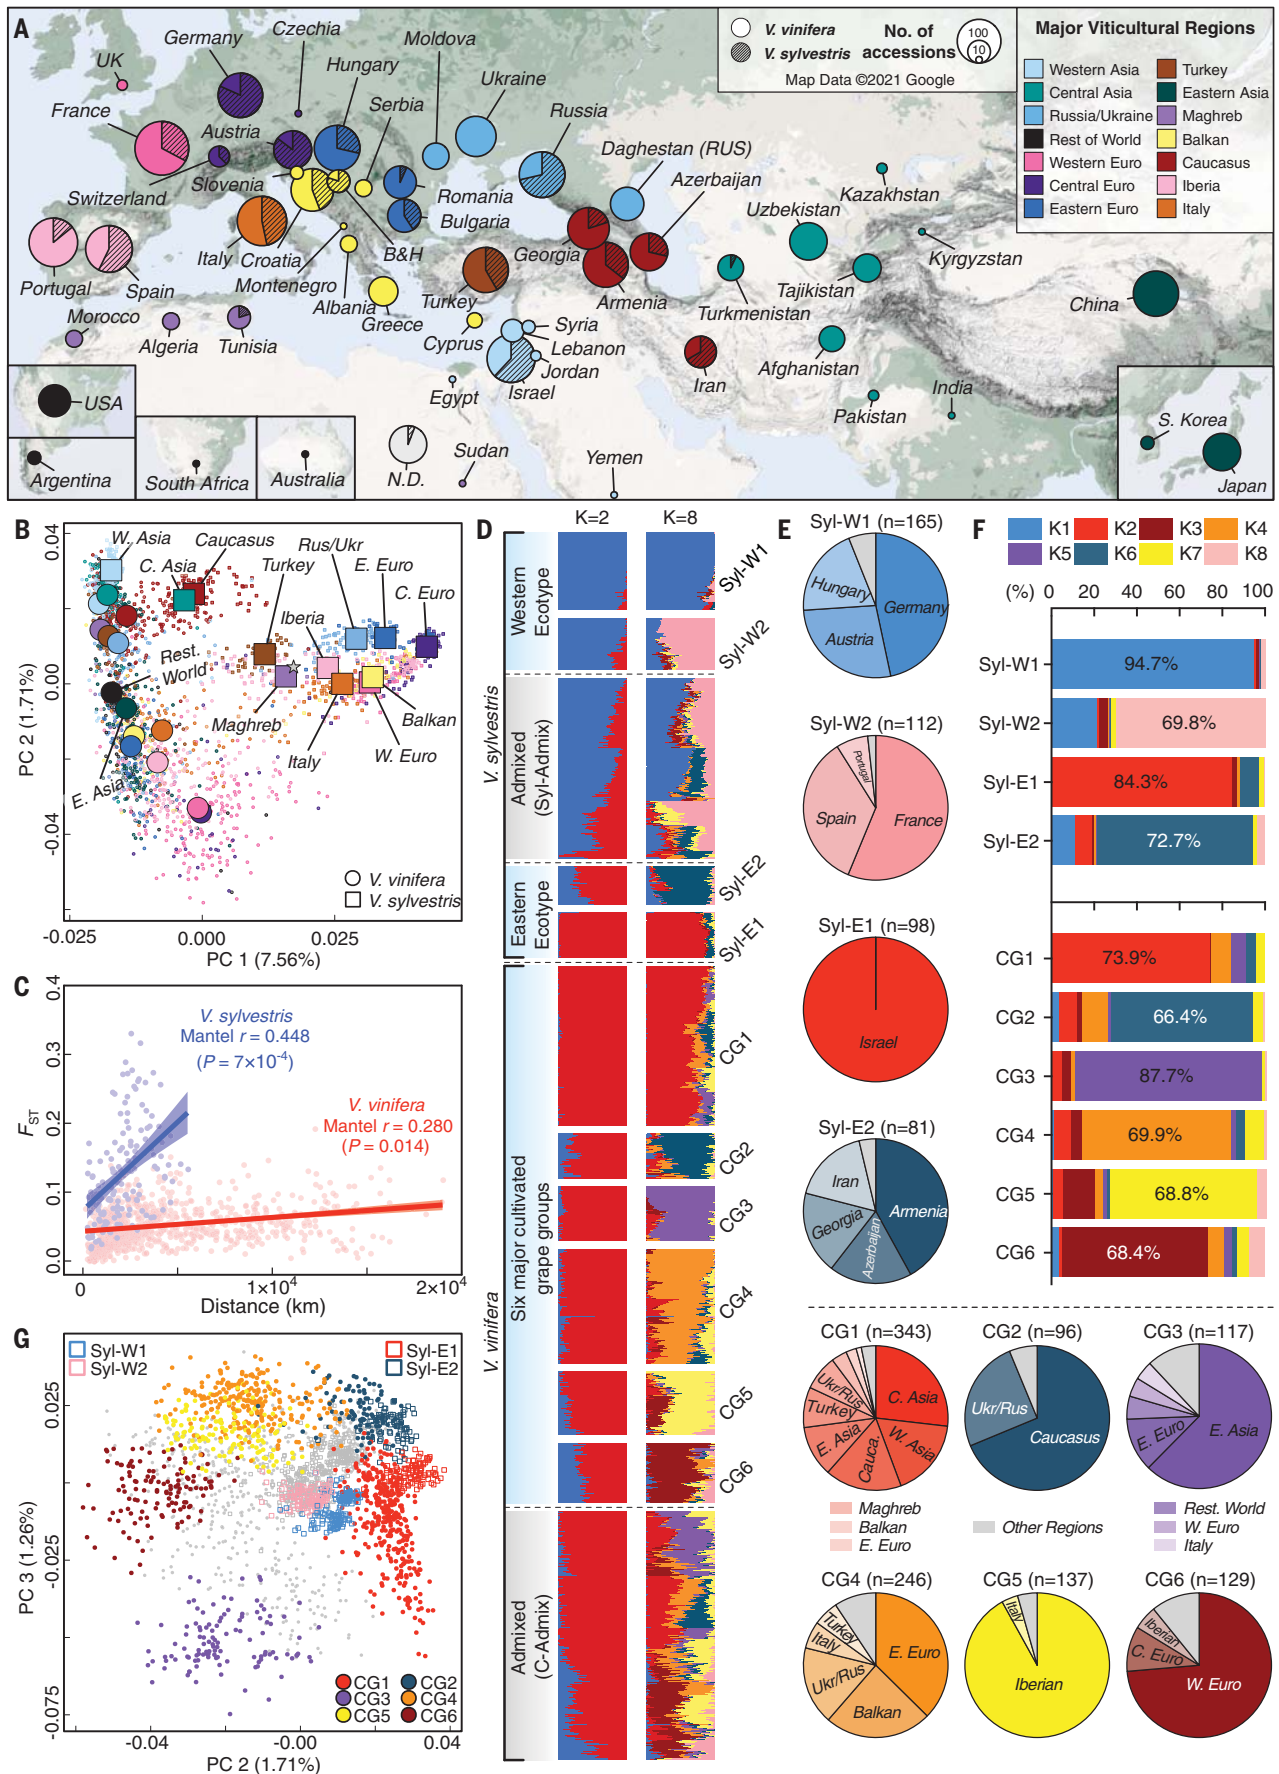 A
Germany
Czechia
Moldova
V. vinifera
V. sylvestris
No. of
accessions
100
10
Map Data ©2021 Google
Major Viticultural Regions
Western Asia
Turkey
Central Asia
Eastern Asia
Russia/Ukraine
Maghreb
Rest of World
Balkan
Western Euro
Caucasus
Central Euro
Iberia
Eastern Euro
Italy
UK
Hungary
Ukraine
France
Serbia
Russia
Austria
Daghestan (RUS)
Azerbaijan
Switzerland
Slovenia
Romania
Bulgaria
Kazakhstan
Uzbekistan
Kyrgyzstan
Italy
Croatia
B&H
Georgia
Portugal
Spain
Montenegro
Turkey
Armenia
Turkmenistan
Tajikistan
China
Albania
Greece
Morocco
Algeria
Tunisia
Cyprus
Syria
Lebanon
Jordan
Israel
Iran
Afghanistan
Egypt
India
Pakistan
USA
S. Korea
Japan
Argentina
South Africa
Australia
N.D.
Sudan
Yemen
B
W. Asia
Caucasus
C. Asia
Turkey
Rus/Ukr
E. Euro
C. Euro
Iberia
Rest.
World
Maghreb
Italy
Balkan
W. Euro
E. Asia
V. vinifera
V. sylvestris
0.04
0.00
-0.04
PC 2 (1.71%)
-0.025
0.000
0.025
PC 1 (7.56%)
C
V. sylvestris
Mantel r = 0.448
(P = 7×10-4)
V. vinifera
Mantel r = 0.280
(P = 0.014)
0.4
0.3
0.2
0.1
0.0
FST
0
1×104
2×104
Distance (km)
D
K=2
K=8
V. sylvestris
Western
Ecotype
Admixed
(Syl-Admix)
Eastern
Ecotype
V. vinifera
Six major cultivated
grape groups
Admixed
(C-Admix)
Syl-W1
Syl-W2
Syl-E2
Syl-E1
CG1
CG2
CG3
CG4
CG5
CG6
E
Syl-W1 (n=165)
Hungary
Germany
Austria
Syl-W2 (n=112)
Portugal
Spain
France
Syl-E1 (n=98)
Israel
Syl-E2 (n=81)
Iran
Armenia
Georgia
Azerbaijan
F
K1
K2
K3
K4
K5
K6
K7
K8
(%)
0
20
40
60
80
100
Syl-W1
94.7%
Syl-W2
69.8%
Syl-E1
84.3%
Syl-E2
72.7%
CG1
73.9%
CG2
66.4%
CG3
87.7%
CG4
69.9%
CG5
68.8%
CG6
68.4%
CG1 (n=343)
Ukr/Rus
C. Asia
Turkey
E. Asia
W. Asia
Cauca.
Maghreb
Balkan
E. Euro
CG2 (n=96)
Ukr/Rus
Caucasus
Other Regions
CG3 (n=117)
E. Asia
E. Euro
Rest. World
W. Euro
Italy
CG4 (n=246)
Turkey
Italy
E. Euro
Ukr/Rus
Balkan
CG5 (n=137)
Italy
Iberian
CG6 (n=129)
Iberian
C. Euro
W. Euro
G
Syl-W1
Syl-W2
Syl-E1
Syl-E2
0.025
-0.025
-0.075
PC 3 (1.26%)
CG1
CG2
CG3
CG4
CG5
CG6
-0.04
-0.00
0.04
PC 2 (1.71%)